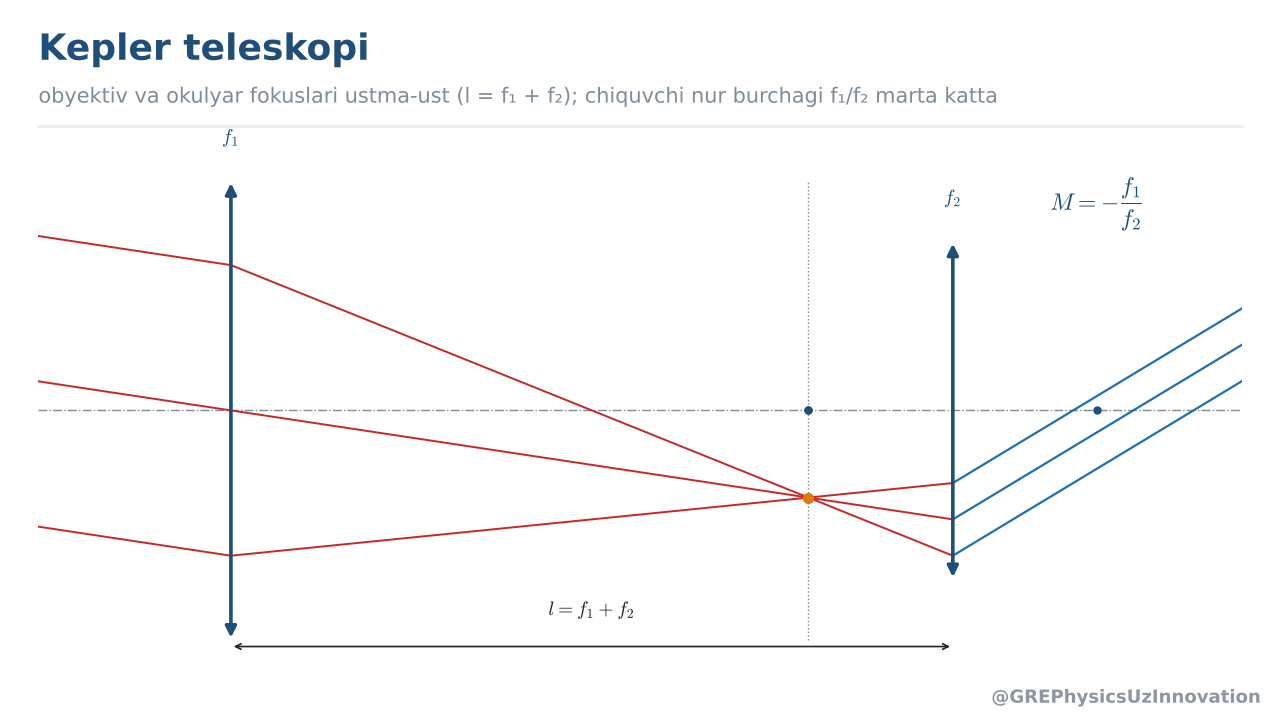 Kepler teleskopi
obyektiv va okulyar fokuslari ustma-ust (l = f₁ + f₂); chiquvchi nur burchagi f₁/f₂ marta katta
f₁
f₂
M = −f₁/f₂
l = f₁ + f₂
@GREPhysicsUzInnovation